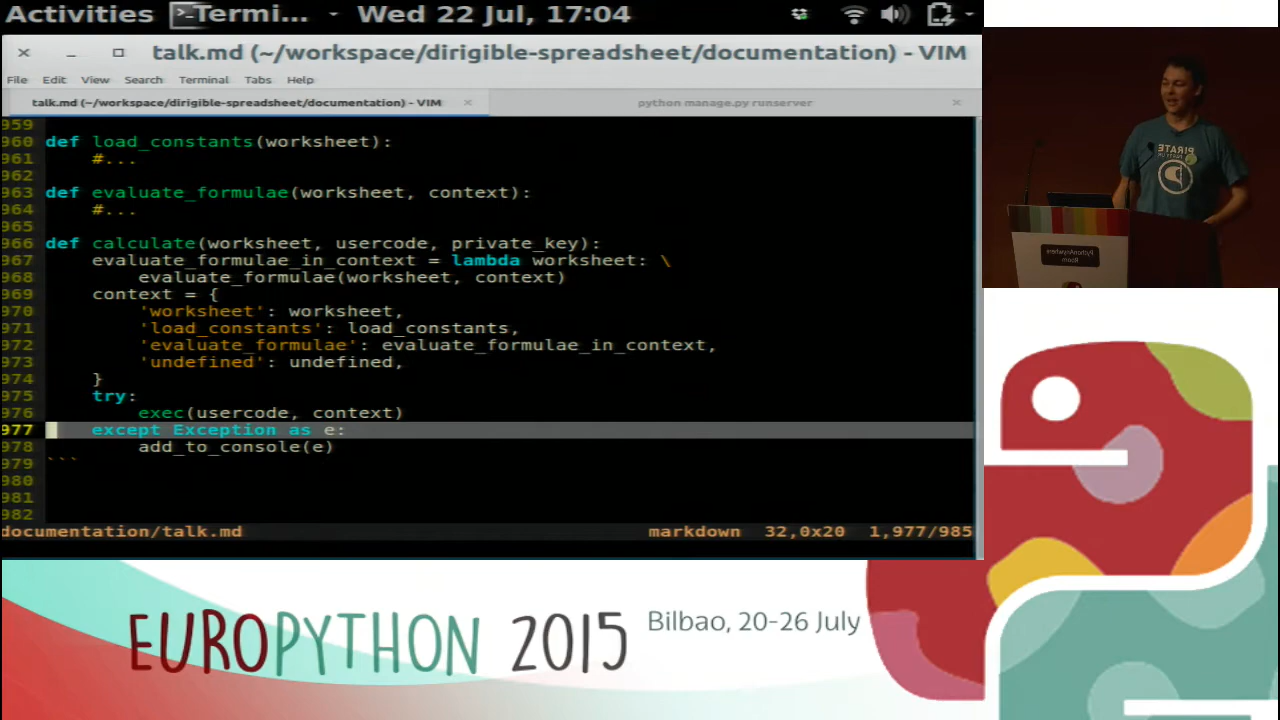 Activities Termi... Wed 22 Jul, 17:04
talk.md (~/workspace/dirigible-spreadsheet/documentation) - VIM
File Edit View Search Terminal Tabs Help
talk.md (~/workspace/dirigible-spreadsheet/documentation) - VIM python manage.py runserver
959
960 def load_constants(worksheet):
961 #...
962
963 def evaluate_formulae(worksheet, context):
964 #...
965
966 def calculate(worksheet, usercode, private_key):
967 evaluate_formulae_in_context = lambda worksheet: \
968 evaluate_formulae(worksheet, context)
969 context = {
970 'worksheet': worksheet,
971 'load_constants': load_constants,
972 'evaluate_formulae': evaluate_formulae_in_context,
973 'undefined': undefined,
974 }
975 try:
976 exec(usercode, context)
977 except Exception as e:
978 add_to_console(e)
979 ```
980
981
982
documentation/talk.md markdown 32,0x20 1,977/985
PIRATE
PythonAnywhere
Room
EUROPYTHON 2015 Bilbao, 20-26 July